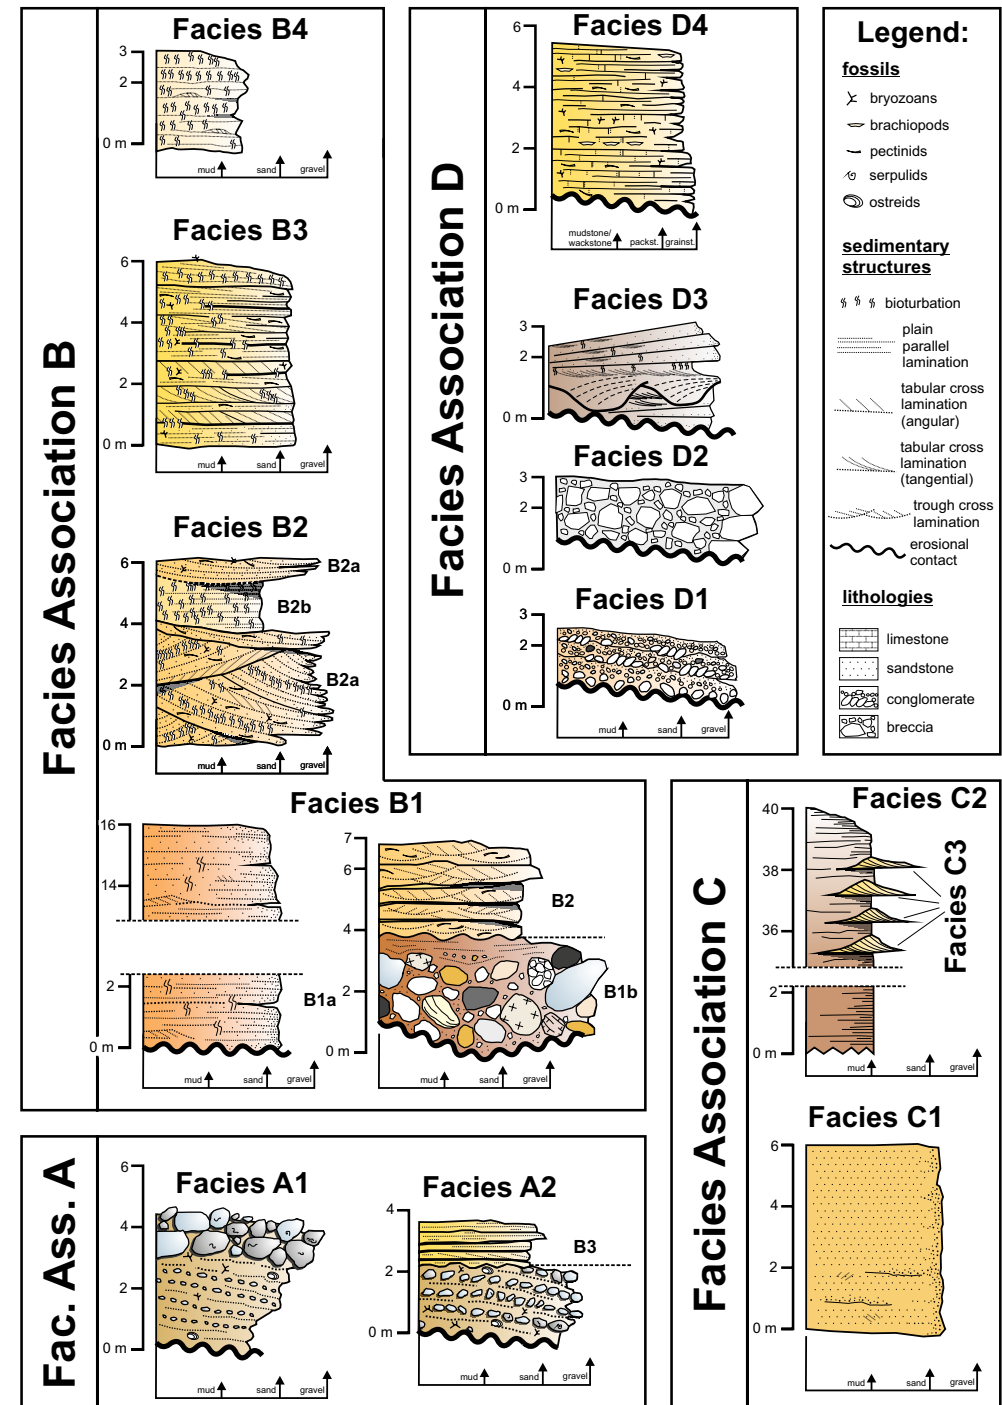 Facies Association B
Facies B4
3
2
0 m
mud
sand
gravel
Facies B3
6
4
2
0 m
mud
sand
gravel
Facies B2
6
4
2
0 m
B2a
B2b
B2a
mud
sand
gravel
Facies B1
16
14
2
0 m
B1a
mud
sand
gravel
7
6
4
2
0 m
B2
B1b
mud
sand
gravel
Fac. Ass. A
Facies A1
6
4
2
0 m
mud
sand
gravel
Facies A2
4
2
0 m
B3
mud
sand
gravel
Facies Association D
Facies D4
6
4
2
0 m
mudstone/
wackstone
packst.
grainst.
Facies D3
3
2
0 m
Facies D2
3
2
0 m
Facies D1
3
2
0 m
mud
sand
gravel
Legend:
fossils
bryozoans
brachiopods
pectinids
serpulids
ostreids
sedimentary
structures
bioturbation
plain
parallel
lamination
tabular cross
lamination
(angular)
tabular cross
lamination
(tangential)
trough cross
lamination
erosional
contact
lithologies
limestone
sandstone
conglomerate
breccia
Facies Association C
Facies C2
40
38
36
2
0 m
Facies C3
mud
sand
gravel
Facies C1
6
4
2
0 m
mud
sand
gravel